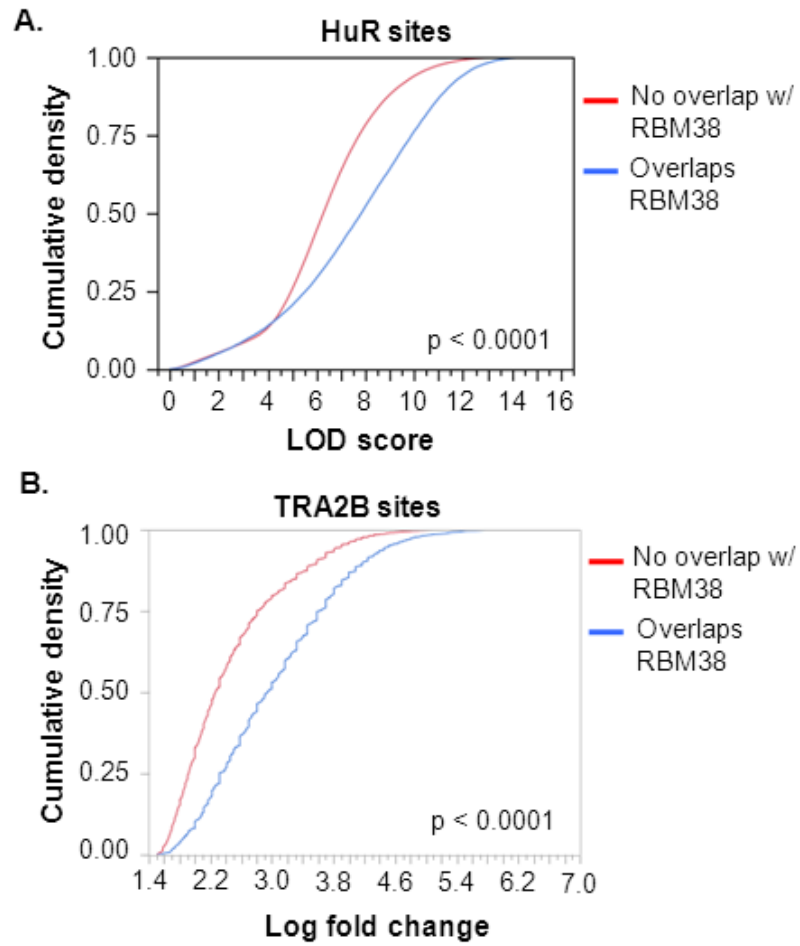 A.
HuR sites
1.00
0.75
0.50
0.25
0.00
Cumulative density
0 2 4 6 8 10 12 14 16
LOD score
No overlap w/
RBM38
Overlaps
RBM38
p < 0.0001
B.
TRA2B sites
1.00
0.75
0.50
0.25
0.00
Cumulative density
1.4 2.2 3.0 3.8 4.6 5.4 6.2 7.0
Log fold change
No overlap w/
RBM38
Overlaps
RBM38
p < 0.0001